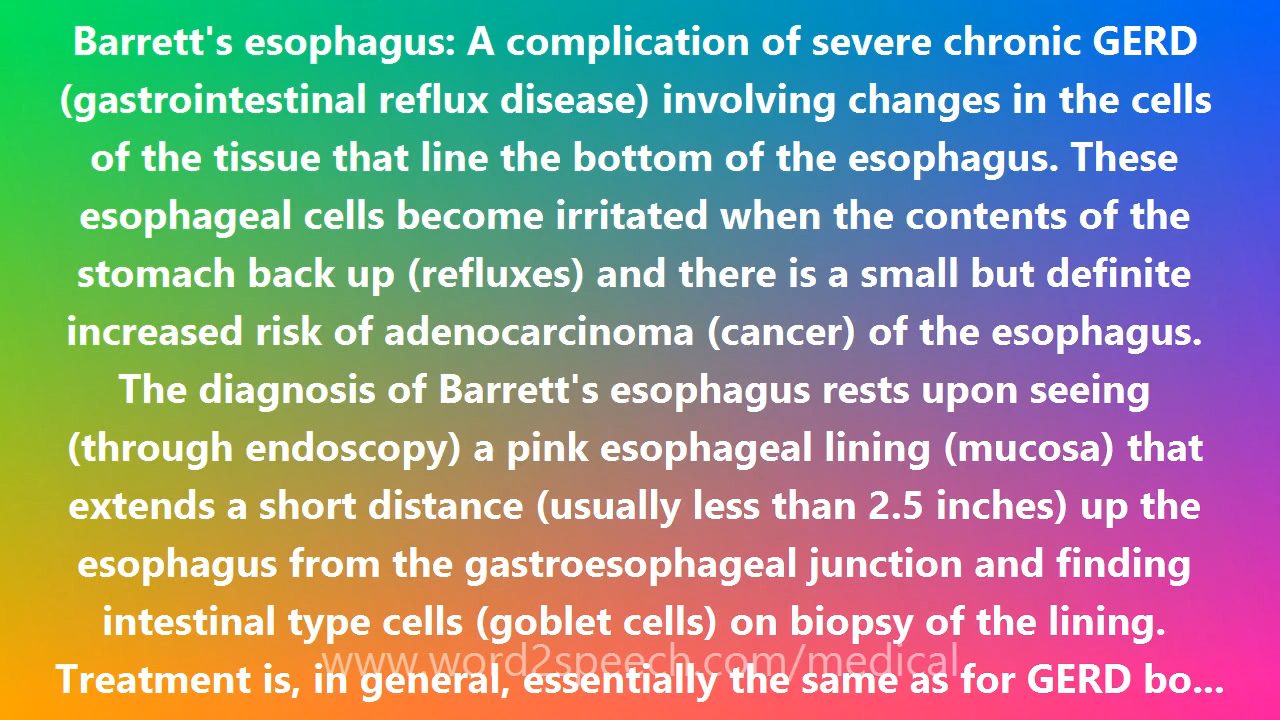 Barrett's esophagus: A complication of severe chronic GERD
(gastrointestinal reflux disease) involving changes in the cells
of the tissue that line the bottom of the esophagus. These
esophageal cells become irritated when the contents of the
stomach back up (refluxes) and there is a small but definite
increased risk of adenocarcinoma (cancer) of the esophagus.
The diagnosis of Barrett's esophagus rests upon seeing
(through endoscopy) a pink esophageal lining (mucosa) that
extends a short distance (usually less than 2.5 inches) up the
esophagus from the gastroesophageal junction and finding
intestinal type cells (goblet cells) on biopsy of the lining.
www.word2speech.com/medical
Treatment is, in general, essentially the same as for GERD bo...